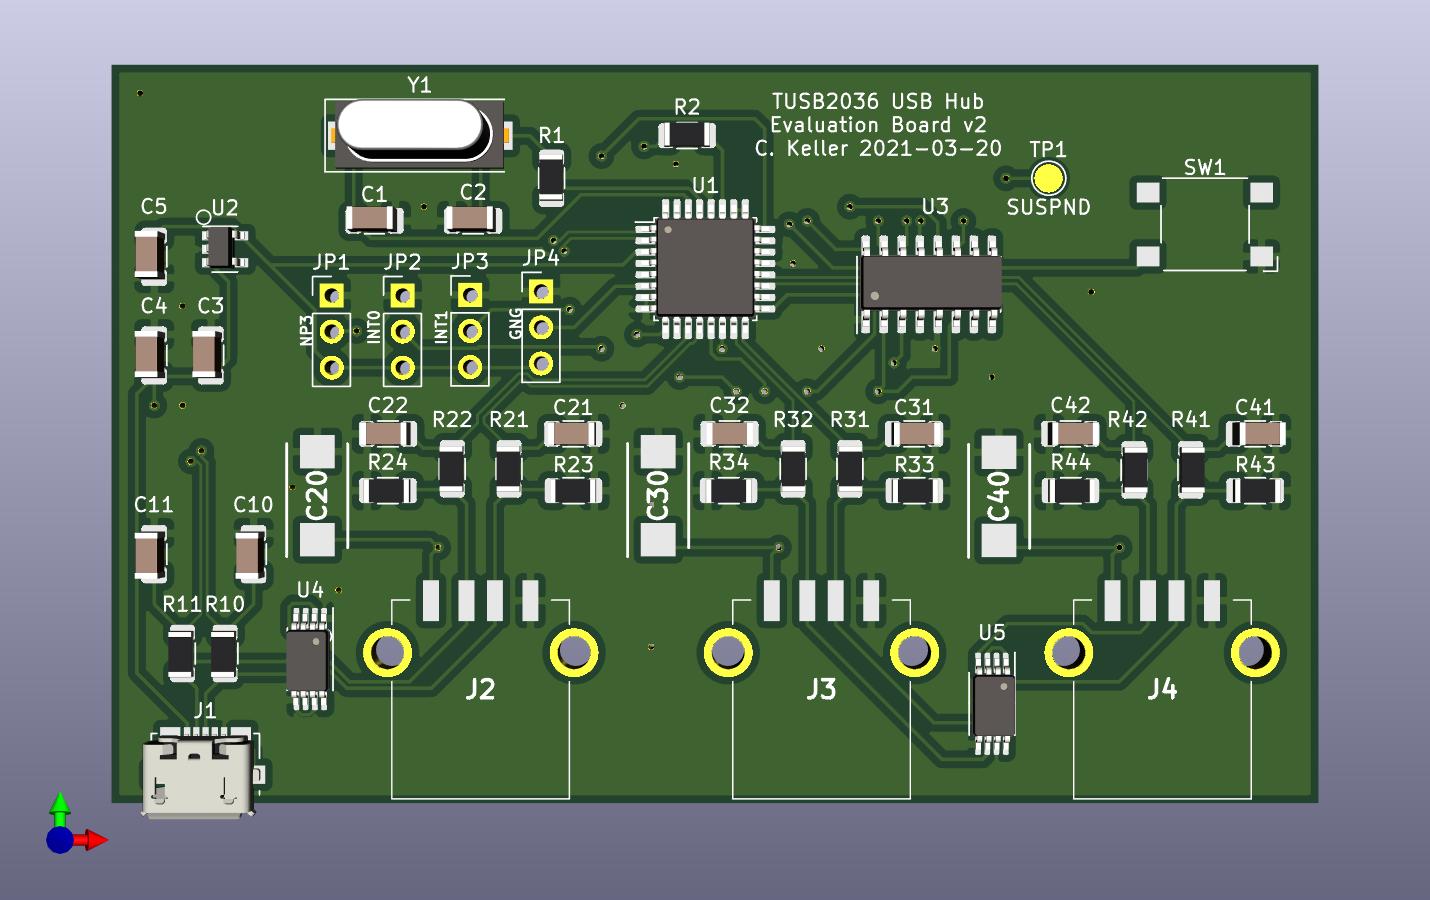 Y1
R2
TUSB2036 USB Hub
Evaluation Board v2
C. Keller 2021-03-20
R1
TP1
SW1
C1
C2
U1
C5
U2
U3
SUSPND
JP1
JP2
JP3
JP4
C4
C3
NP3
INT0
INT1
GNG
C22
R22
R21
C21
C32
R32
R31
C31
C42
R42
R41
C41
R24
R23
R34
R33
R44
R43
C20
C30
C40
C11
C10
U4
R11
R10
U5
J2
J3
J4
J1